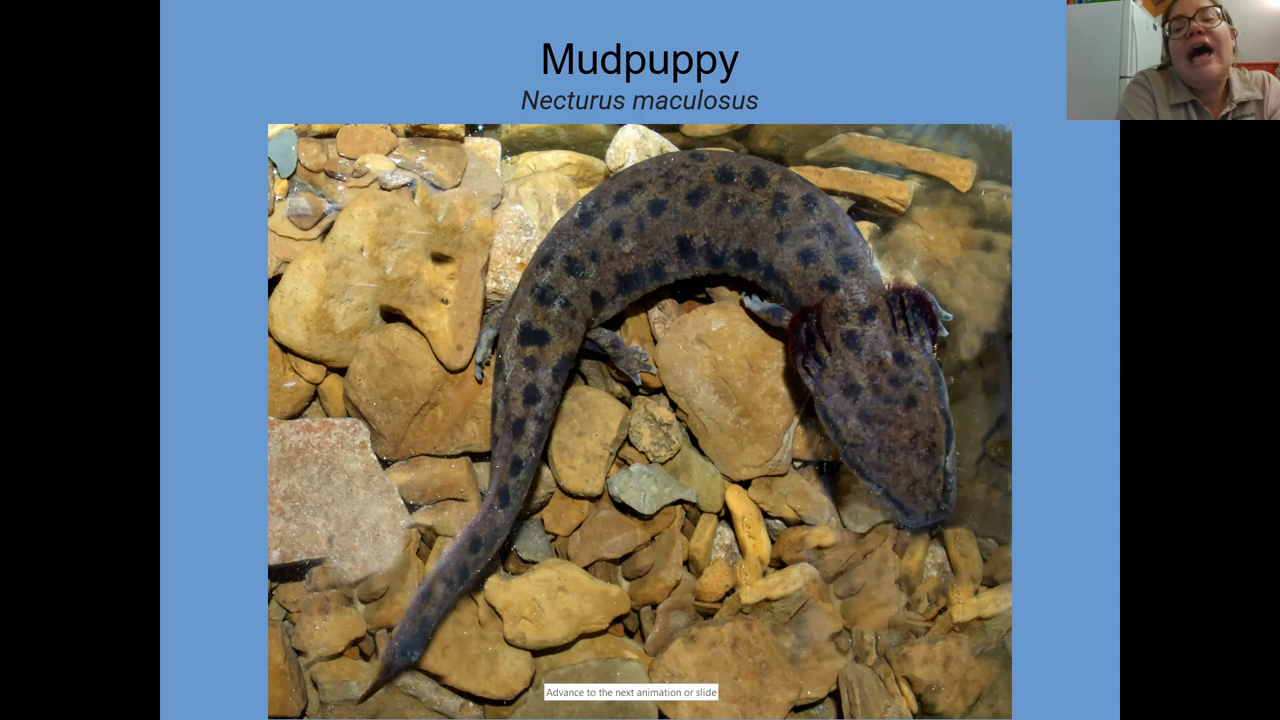 Mudpuppy
Necturus maculosus
Advance to the next animation or slide